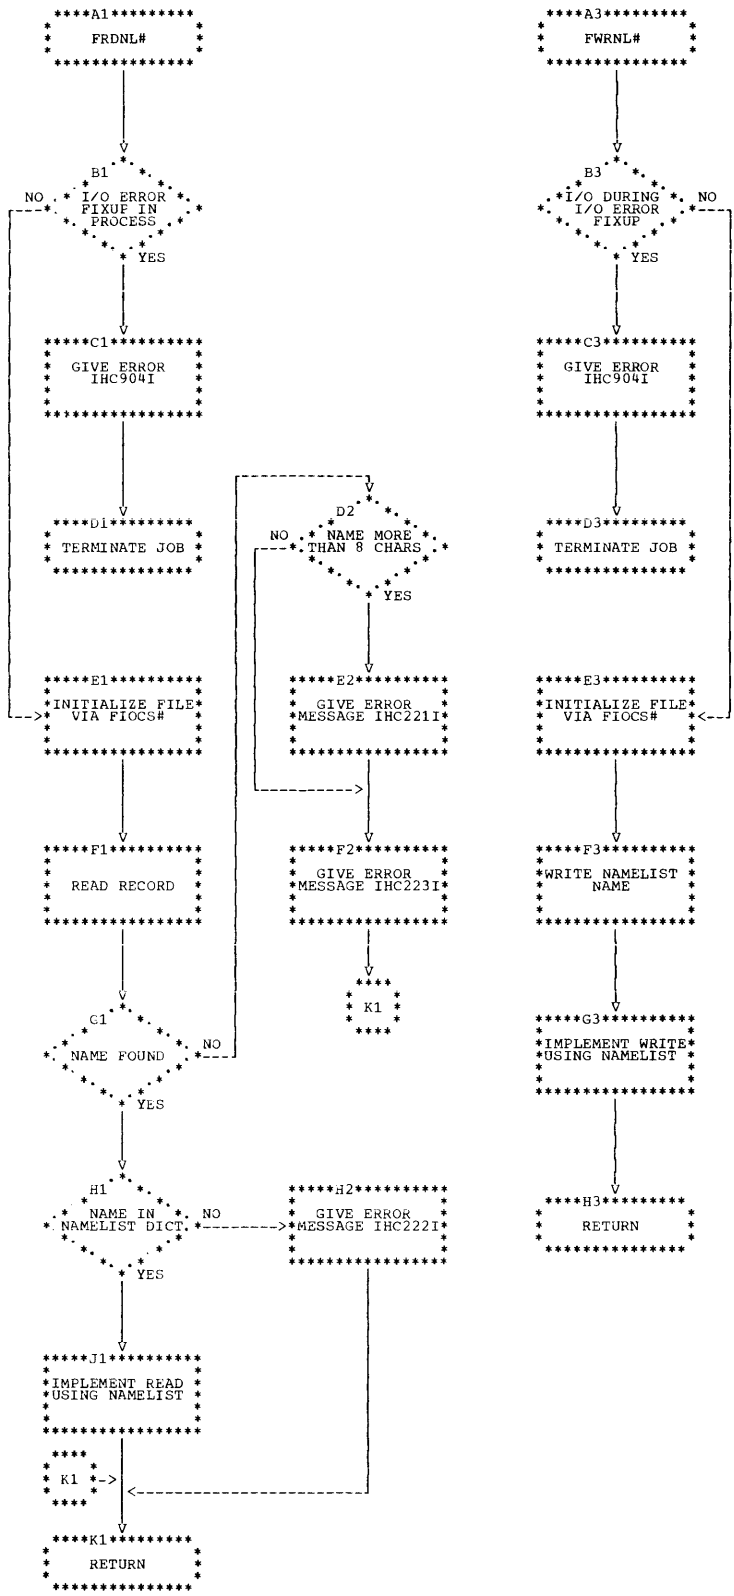 A1
FRDNL#
A3
FWRNL#
B1
I/O ERROR
FIXUP IN
PROCESS
NO
YES
B3
I/O DURING
I/O ERROR
FIXUP
NO
YES
C1
GIVE ERROR
IHC904I
C3
GIVE ERROR
IHC904I
D1
TERMINATE JOB
D2
NAME MORE
THAN 8 CHARS
NO
YES
D3
TERMINATE JOB
E1
INITIALIZE FILE
VIA FIOCS#
E2
GIVE ERROR
MESSAGE IHC221I
E3
INITIALIZE FILE
VIA FIOCS#
F1
READ RECORD
F2
GIVE ERROR
MESSAGE IHC223I
F3
WRITE NAMELIST
NAME
K1
G1
NAME FOUND
NO
YES
G3
IMPLEMENT WRITE
USING NAMELIST
H1
NAME IN
NAMELIST DICT
NO
YES
H2
GIVE ERROR
MESSAGE IHC222I
H3
RETURN
J1
IMPLEMENT READ
USING NAMELIST
K1
K1
RETURN